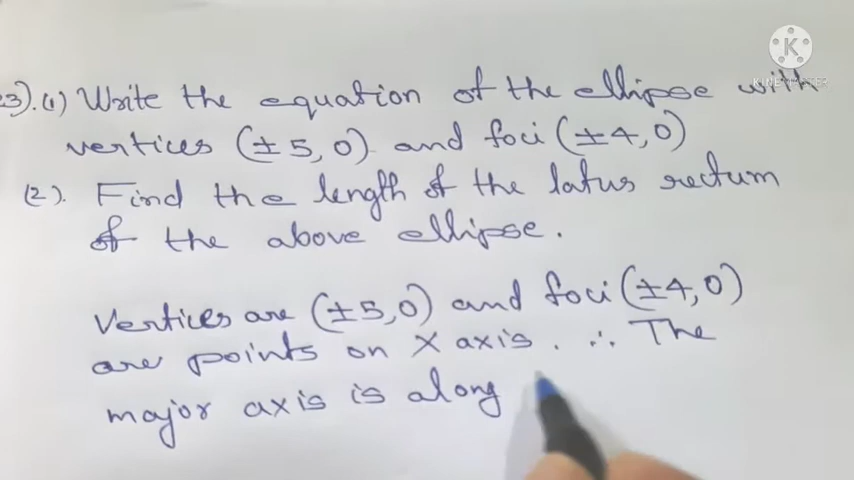 23).(1) Write the equation of the ellipse with
vertices (±5, 0) and foci (±4, 0)
(2). Find the length of the latus rectum
of the above ellipse.
Vertices are (±5, 0) and foci (±4, 0)
are points on X axis. ∴ The
major axis is along
K
KINEMASTER